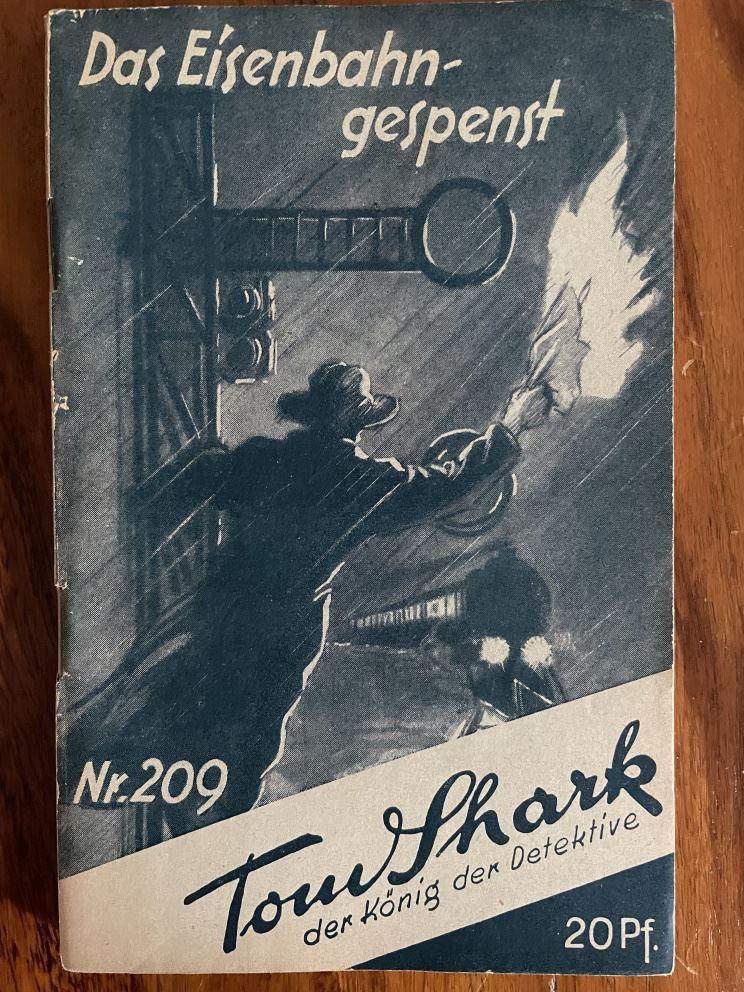 Das Eisenbahn-
gespenst
Nr. 209
Tom Shark
der König der Detektive
20 Pf.